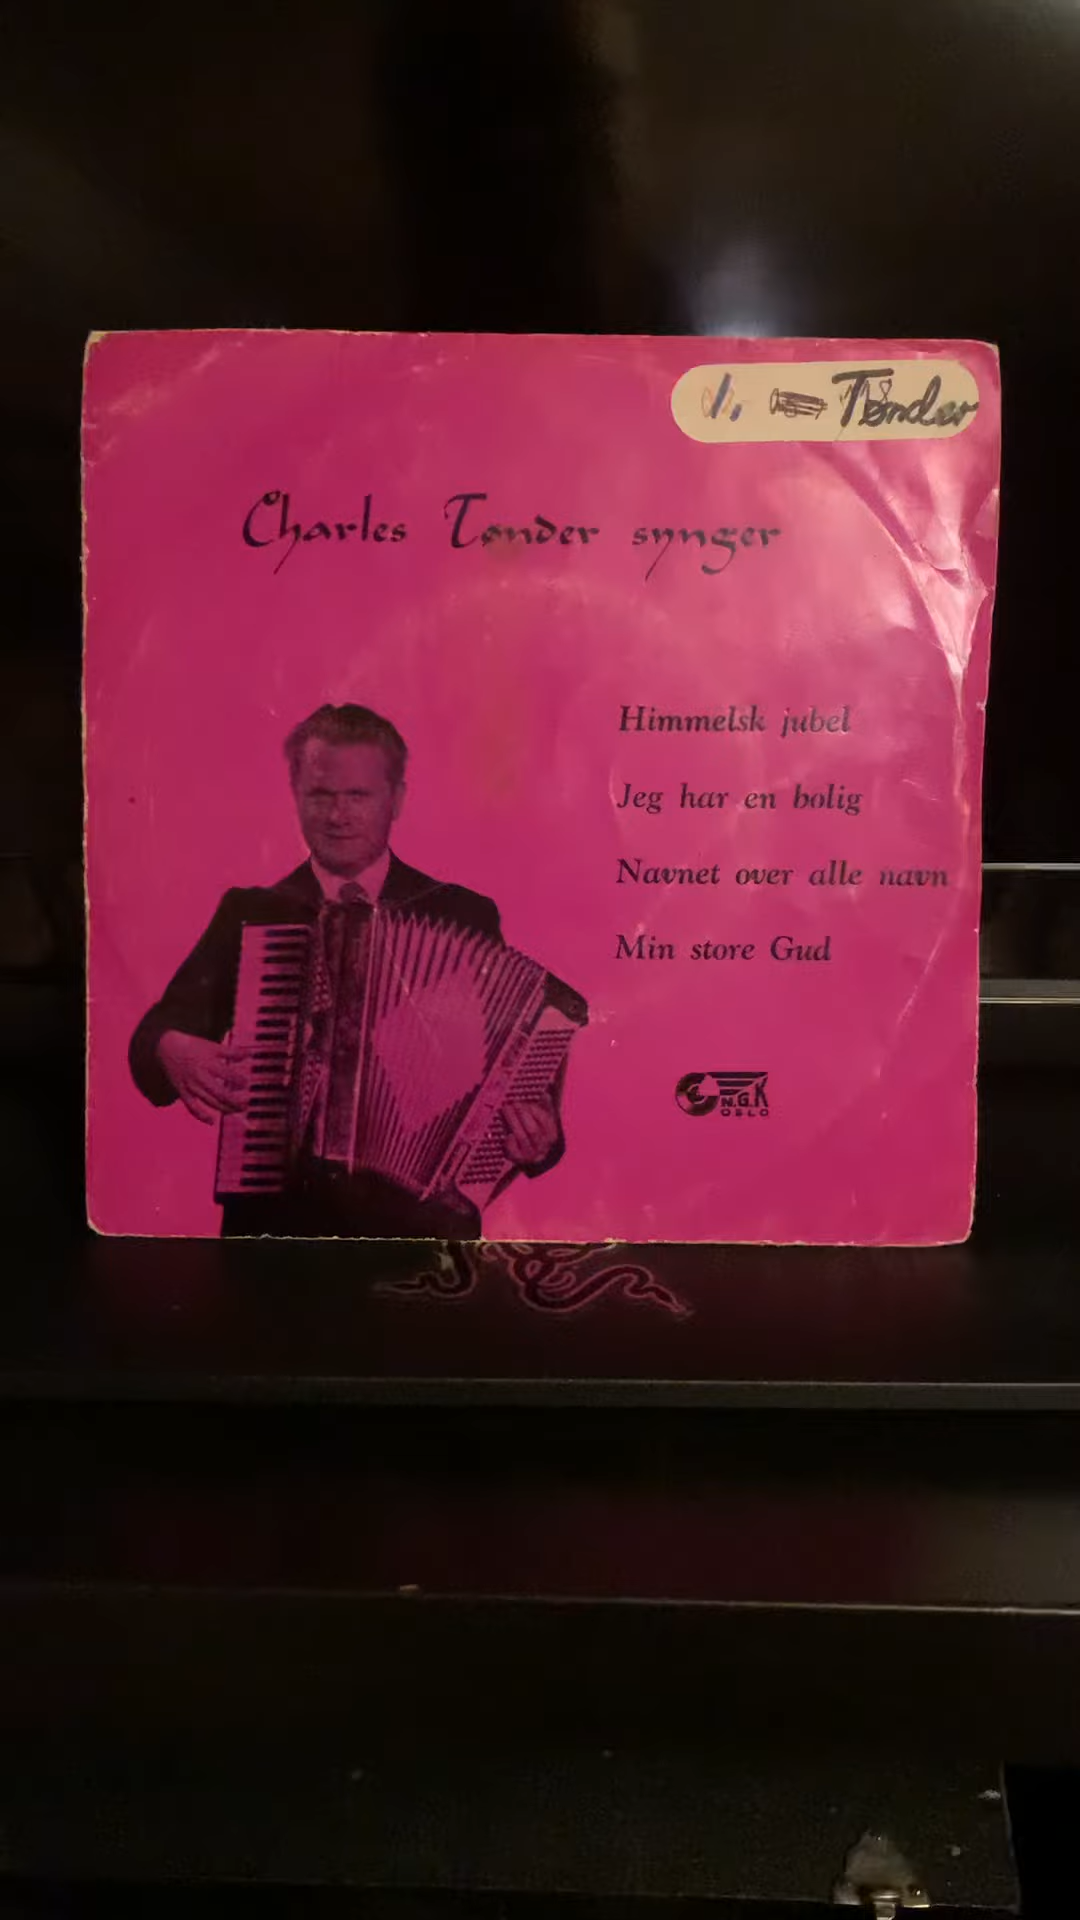 Tønder
Charles Tønder synger
Himmelsk jubel
Jeg har en bolig
Navnet over alle navn
Min store Gud
N.G.K
OSLO